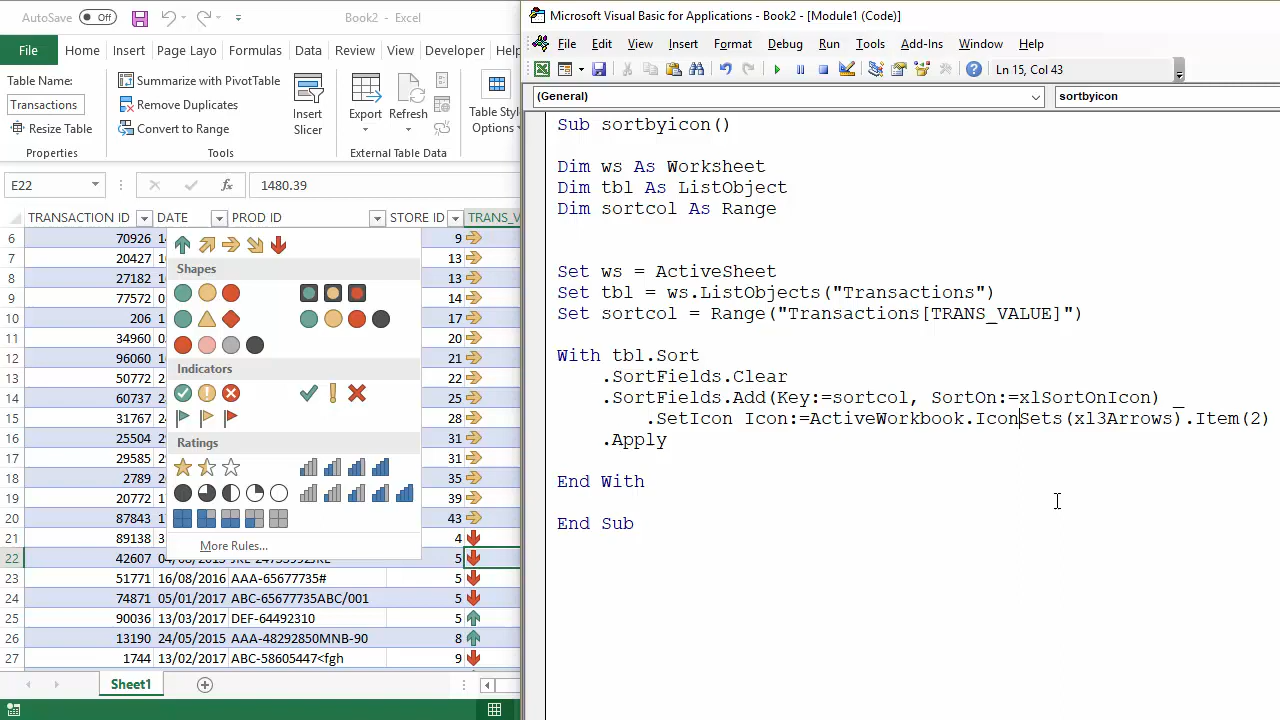 AutoSave Off Book2 - Excel
File Home Insert Page Layo Formulas Data Review View Developer Help
Table Name:
Transactions
Resize Table
Properties
Summarize with PivotTable
Remove Duplicates
Convert to Range
Tools
Insert
Slicer
Export Refresh
External Table Data
Table Style
Options
E22 fx 1480.39
TRANSACTION ID DATE PROD ID STORE ID TRANS_V
6 70926 9
7 20427 13
8 27182 13
9 77572 14
10 206 17
11 34960 20
12 96060 21
13 50772 22
14 60737 25
15 31767 28
16 25504 31
17 29585 31
18 2789 35
19 20772 39
20 87843 43
21 89138 4
22 42607 5
23 51771 16/08/2016 AAA-65677735# 5
24 74871 05/01/2017 ABC-65677735ABC/001 5
25 90036 13/03/2017 DEF-64492310 5
26 13190 24/05/2015 AAA-48292850MNB-90 8
27 1744 13/02/2017 ABC-58605447<fgh 9
Shapes
Indicators
Ratings
More Rules...
Sheet1
Microsoft Visual Basic for Applications - Book2 - [Module1 (Code)]
File Edit View Insert Format Debug Run Tools Add-Ins Window Help
Ln 15, Col 43
(General) sortbyicon
Sub sortbyicon()
Dim ws As Worksheet
Dim tbl As ListObject
Dim sortcol As Range
Set ws = ActiveSheet
Set tbl = ws.ListObjects("Transactions")
Set sortcol = Range("Transactions[TRANS_VALUE]")
With tbl.Sort
.SortFields.Clear
.SortFields.Add(Key:=sortcol, SortOn:=xlSortOnIcon) _
.SetIcon Icon:=ActiveWorkbook.IconSets(xl3Arrows).Item(2)
.Apply
End With
End Sub